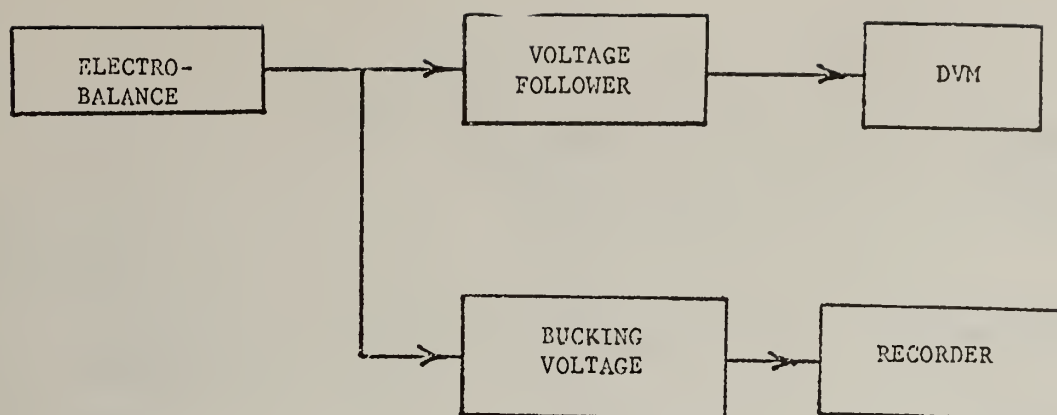 ELECTRO-
BALANCE
VOLTAGE
FOLLOWER
DVM
BUCKING
VOLTAGE
RECORDER